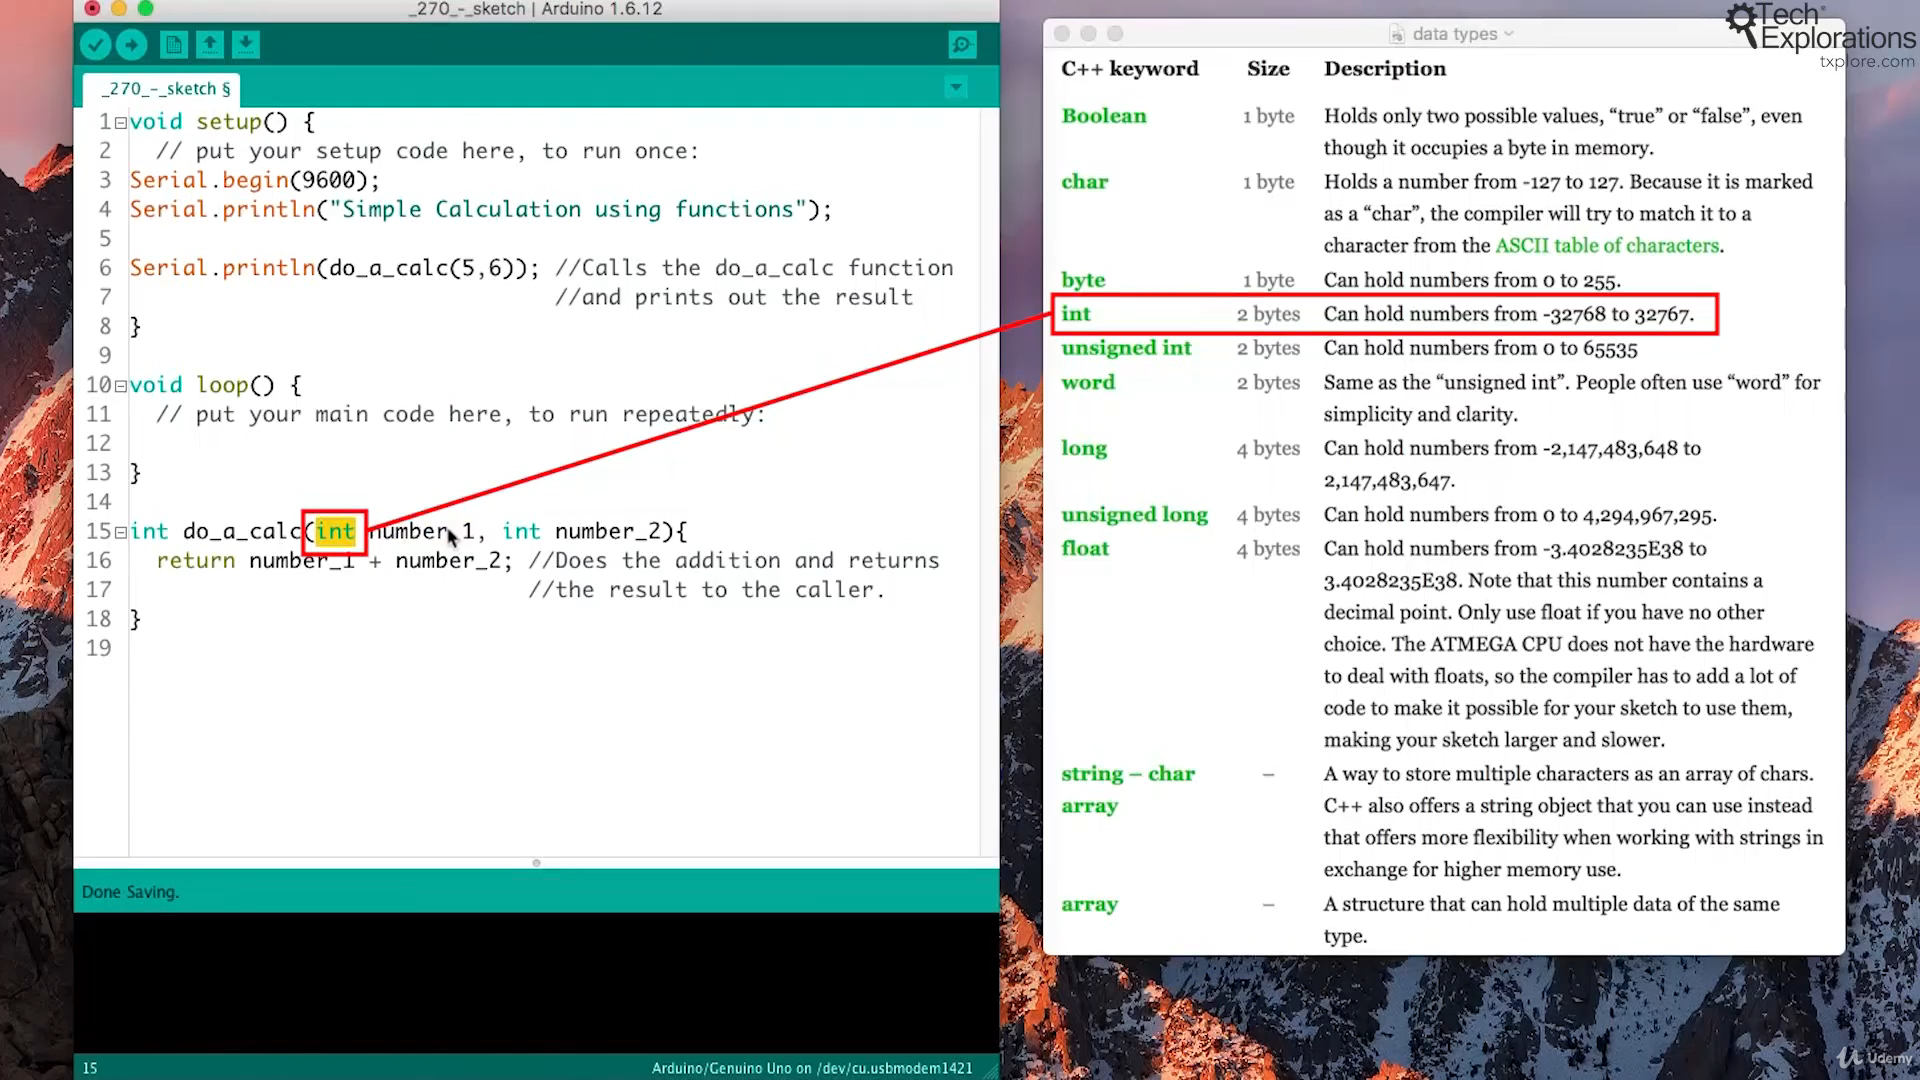 _270_-_sketch | Arduino 1.6.12
_270_-_sketch §
1 void setup() {
2 // put your setup code here, to run once:
3 Serial.begin(9600);
4 Serial.println("Simple Calculation using functions");
5
6 Serial.println(do_a_calc(5,6)); //Calls the do_a_calc function
7 //and prints out the result
8 }
9
10 void loop() {
11 // put your main code here, to run repeatedly:
12
13 }
14
15 int do_a_calc(int number_1, int number_2){
16 return number_1 + number_2; //Does the addition and returns
17 //the result to the caller.
18 }
19
Done Saving.
15
Arduino/Genuino Uno on /dev/cu.usbmodem1421
data types
Tech
Explorations
txplore.com
C++ keyword Size Description
Boolean 1 byte Holds only two possible values, “true” or “false”, even
though it occupies a byte in memory.
char 1 byte Holds a number from -127 to 127. Because it is marked
as a “char”, the compiler will try to match it to a
character from the ASCII table of characters.
byte 1 byte Can hold numbers from 0 to 255.
int 2 bytes Can hold numbers from -32768 to 32767.
unsigned int 2 bytes Can hold numbers from 0 to 65535
word 2 bytes Same as the “unsigned int”. People often use “word” for
simplicity and clarity.
long 4 bytes Can hold numbers from -2,147,483,648 to
2,147,483,647.
unsigned long 4 bytes Can hold numbers from 0 to 4,294,967,295.
float 4 bytes Can hold numbers from -3.4028235E38 to
3.4028235E38. Note that this number contains a
decimal point. Only use float if you have no other
choice. The ATMEGA CPU does not have the hardware
to deal with floats, so the compiler has to add a lot of
code to make it possible for your sketch to use them,
making your sketch larger and slower.
string – char – A way to store multiple characters as an array of chars.
array C++ also offers a string object that you can use instead
that offers more flexibility when working with strings in
exchange for higher memory use.
array – A structure that can hold multiple data of the same
type.
Udemy